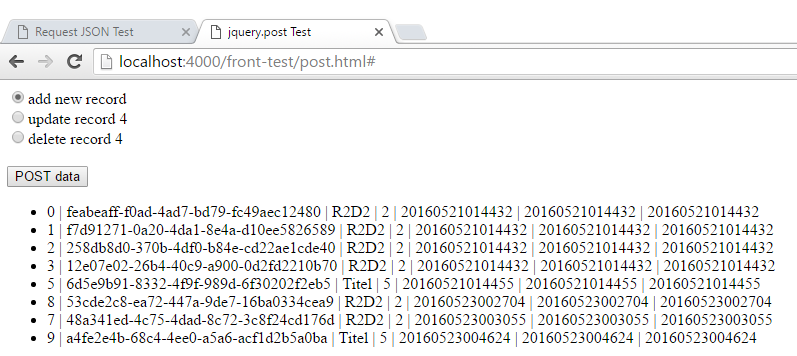 Request JSON Test
jquery.post Test
localhost:4000/front-test/post.html#
add new record
update record 4
delete record 4
POST data
0 | feabeaff-f0ad-4ad7-bd79-fc49aec12480 | R2D2 | 2 | 20160521014432 | 20160521014432 | 20160521014432
1 | f7d91271-0a20-4da1-8e4a-d10ee5826589 | R2D2 | 2 | 20160521014432 | 20160521014432 | 20160521014432
2 | 258db8d0-370b-4df0-b84e-cd22ae1cde40 | R2D2 | 2 | 20160521014432 | 20160521014432 | 20160521014432
3 | 12e07e02-26b4-40c9-a900-0d2fd2210b70 | R2D2 | 2 | 20160521014432 | 20160521014432 | 20160521014432
5 | 6d5e9b91-8332-4f9f-989d-6f30202f2eb5 | Titel | 5 | 20160521014455 | 20160521014455 | 20160521014455
8 | 53cde2c8-ea72-447a-9de7-16ba0334cea9 | R2D2 | 2 | 20160523002704 | 20160523002704 | 20160523002704
7 | 48a341ed-4c75-4dad-8c72-3c8f24cd176d | R2D2 | 2 | 20160523003055 | 20160523003055 | 20160523003055
9 | a4fe2e4b-68c4-4ee0-a5a6-acf1d2b5a0ba | Titel | 5 | 20160523004624 | 20160523004624 | 20160523004624